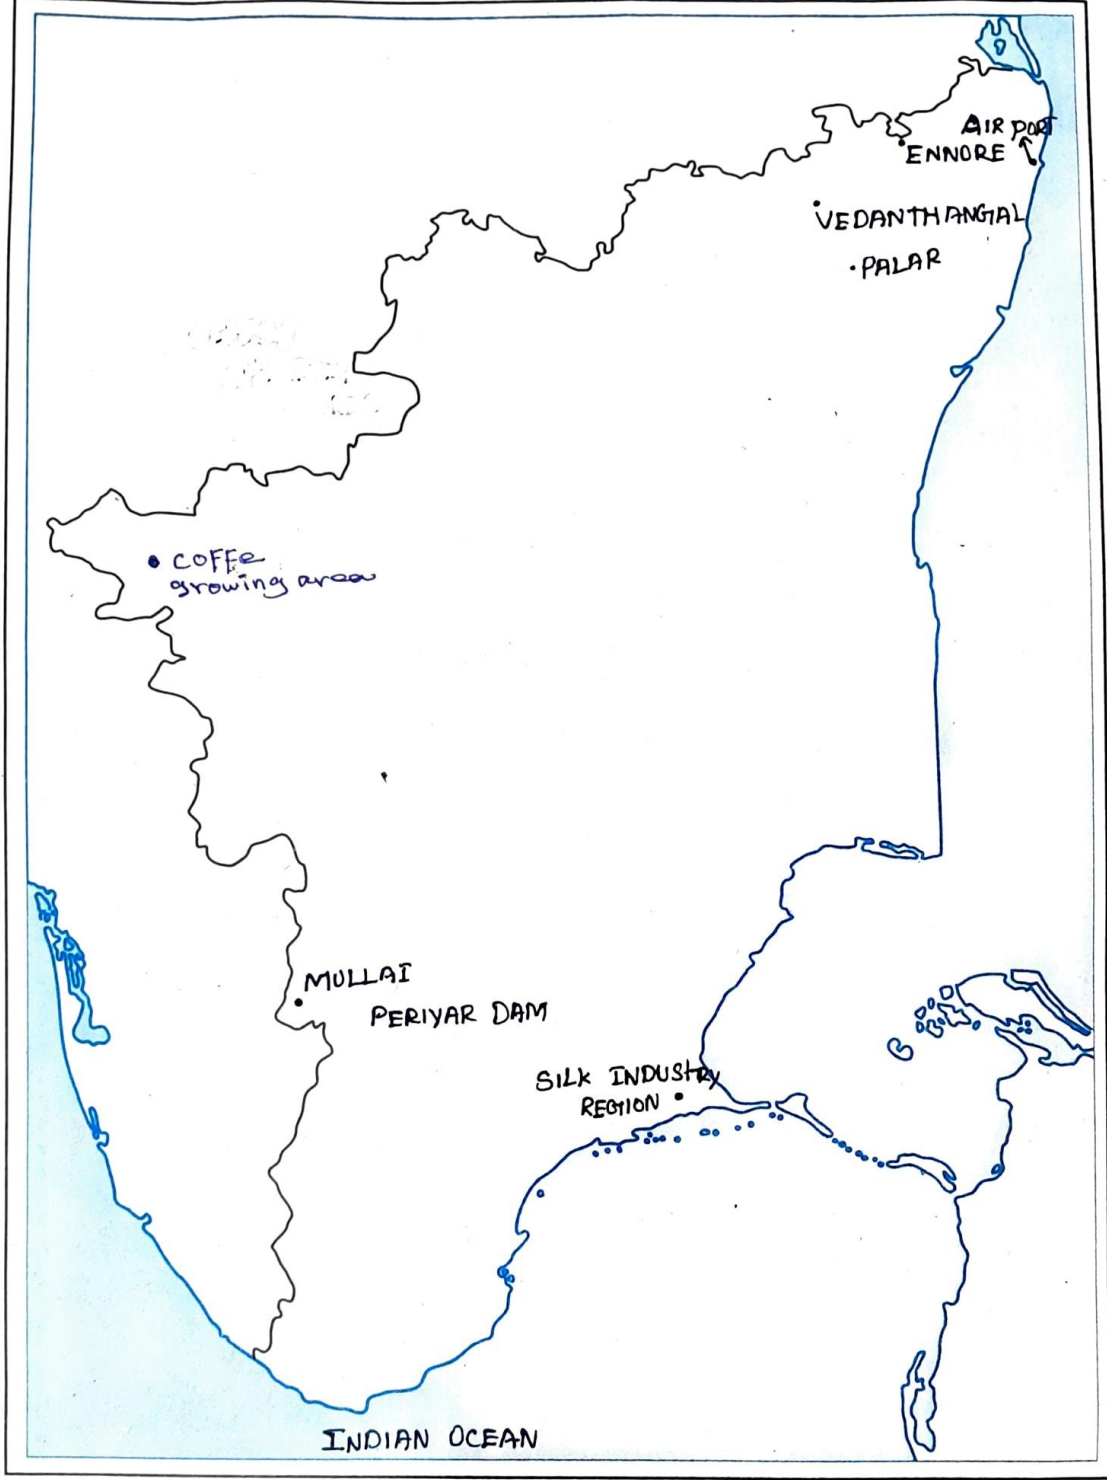 AIR PORT
ENNORE
VEDANTHANGAL
PALAR
COFFe
growing area
MULLAI
PERIYAR DAM
SILK INDUSTRY
REGION
INDIAN OCEAN